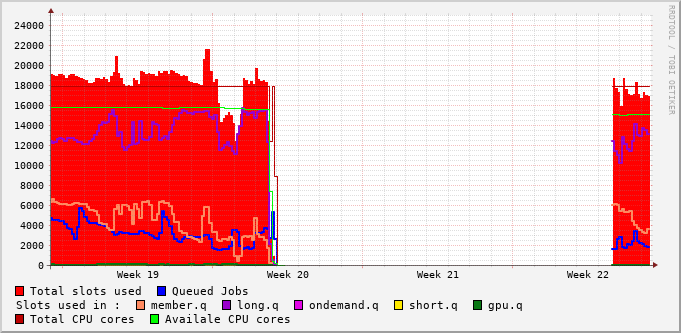 24000
22000
20000
18000
16000
14000
12000
10000
8000
6000
4000
2000
0
Week 19 Week 20 Week 21 Week 22
RRDTOOL / TOBI OETIKER
Total slots used Queued Jobs
Slots used in : member.q long.q ondemand.q short.q gpu.q
Total CPU cores Availale CPU cores